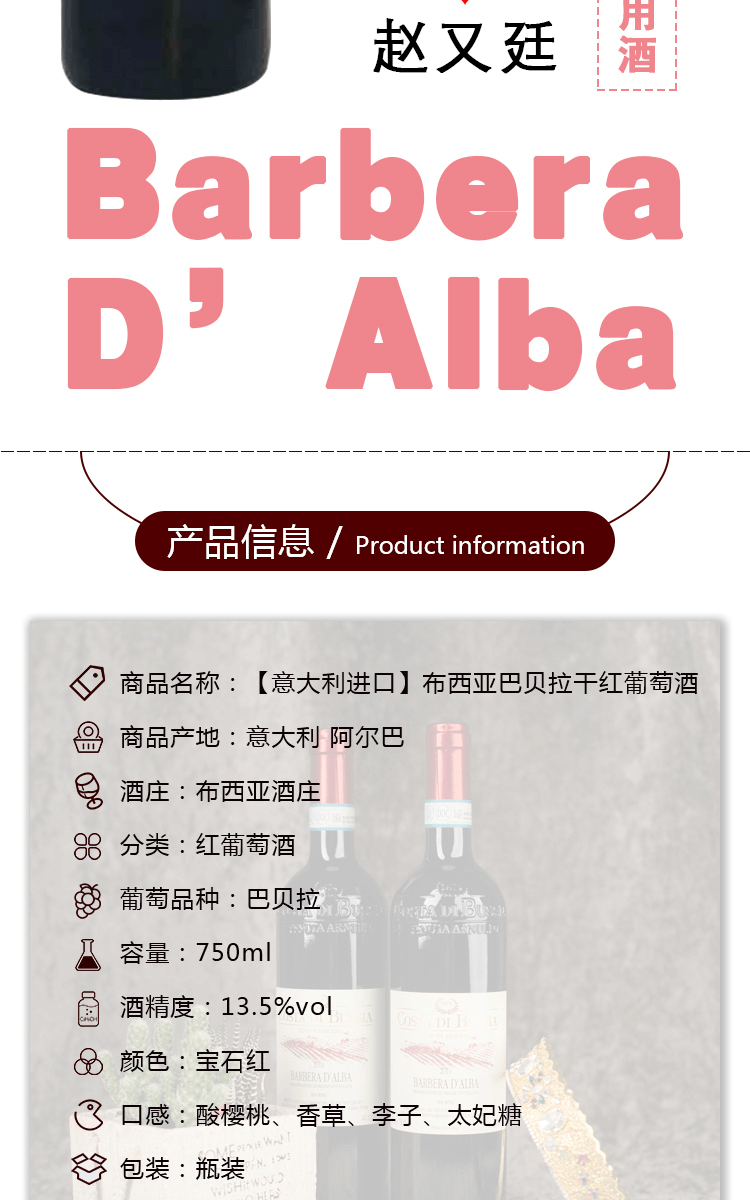 用酒
赵又廷
Barbera
D’ Alba
产品信息 / Product information
商品名称：【意大利进口】布西亚巴贝拉干红葡萄酒
商品产地：意大利 阿尔巴
酒庄：布西亚酒庄
分类：红葡萄酒
葡萄品种：巴贝拉
容量：750ml
酒精度：13.5%vol
颜色：宝石红
口感：酸樱桃、香草、李子、太妃糖
包装：瓶装
BARBERA D'ALBA
BARBERA D'ALBA